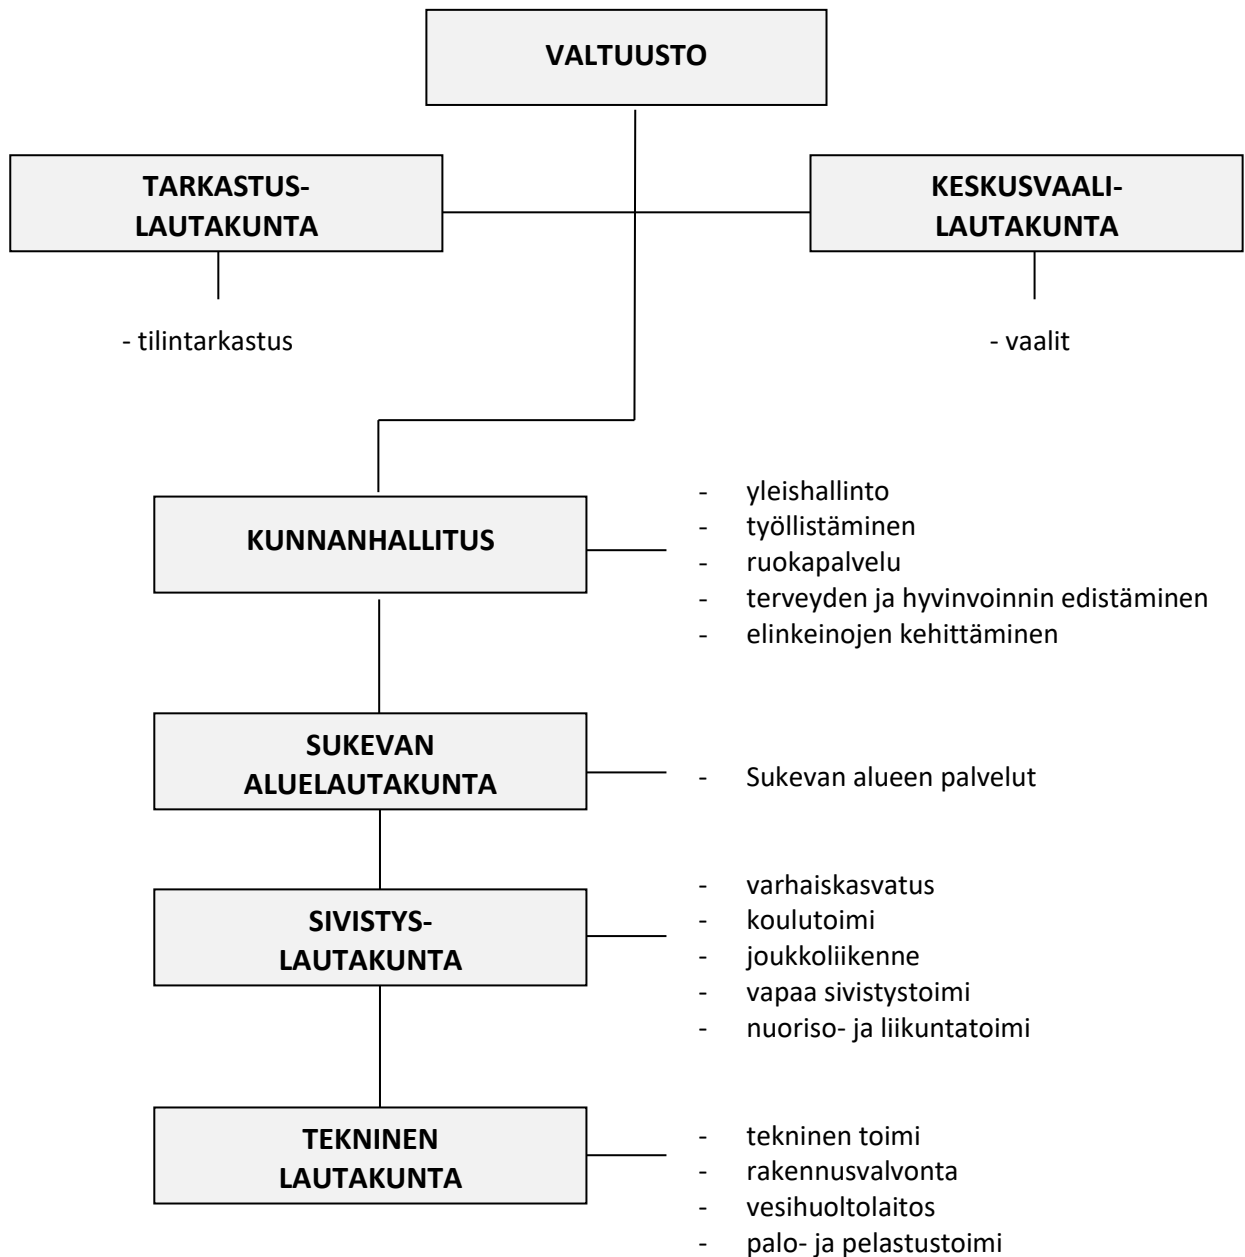 VALTUUSTO
TARKASTUS-
LAUTAKUNTA
KESKUSVAALI-
LAUTAKUNTA
- tilintarkastus
- vaalit
KUNNANHALLITUS
- yleishallinto
- työllistäminen
- ruokapalvelu
- terveyden ja hyvinvoinnin edistäminen
- elinkeinojen kehittäminen
SUKEVAN
ALUELAUTAKUNTA
- Sukevan alueen palvelut
SIVISTYS-
LAUTAKUNTA
- varhaiskasvatus
- koulutoimi
- joukkoliikenne
- vapaa sivistystoimi
- nuoriso- ja liikuntatoimi
TEKNINEN
LAUTAKUNTA
- tekninen toimi
- rakennusvalvonta
- vesihuoltolaitos
- palo- ja pelastustoimi